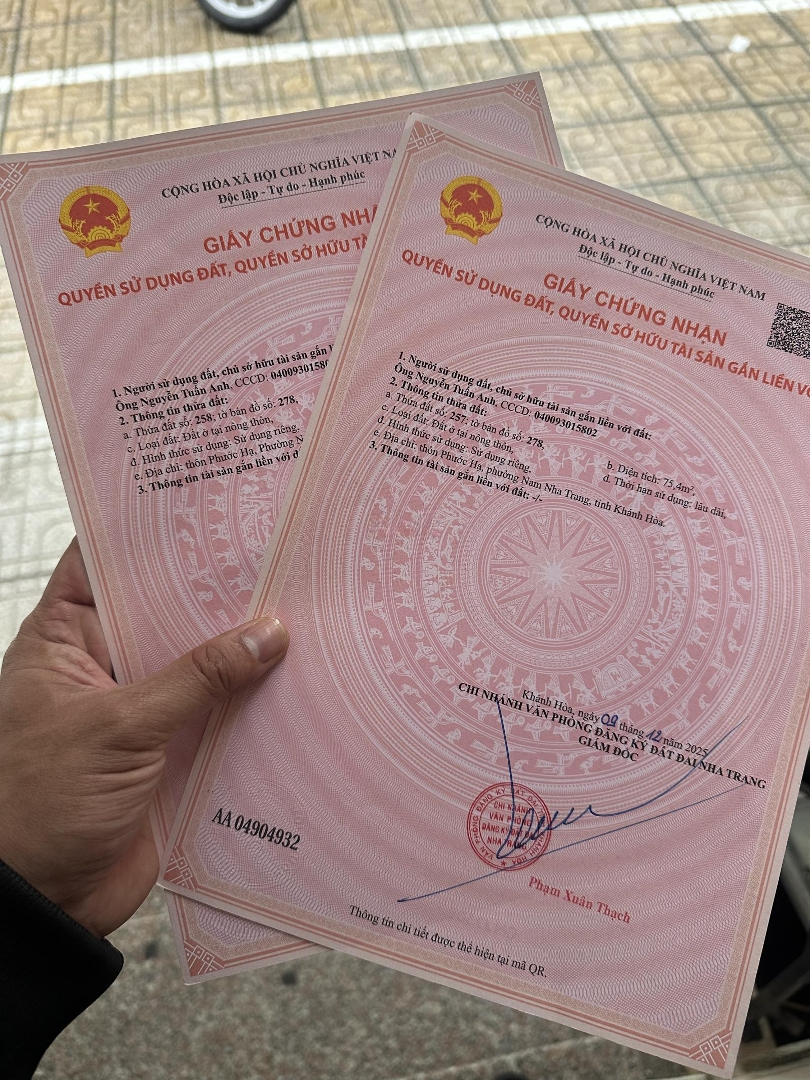 CỘNG HÒA XÃ HỘI CHỦ NGHĨA VIỆT
Độc lập - Tự do - Hạnh phúc
GIẤY CHỨNG
QUYỀN SỬ DỤNG ĐẤT, QUYỀN SỞ HỮU
1. Người sử dụng đất, chủ sở hữu tài sản gắn
Ông Nguyễn Tuấn Anh, CCCD: 0400930158
2. Thông tin thửa đất:
a. Thửa đất số: 258; tờ bản đồ số: 278,
c. Loại đất: Đất ở tại nông thôn,
d. Hình thức sử dụng: Sử dụng riêng,
e. Địa chỉ: thôn Phước Hạ, Phường
3. Thông tin tài sản gắn liền với
CỘNG HÒA XÃ HỘI CHỦ NGHĨA VIỆT NAM
Độc lập - Tự do - Hạnh phúc
GIẤY CHỨNG NHẬN
QUYỀN SỬ DỤNG ĐẤT, QUYỀN SỞ HỮU TÀI SẢN GẮN LIỀN
1. Người sử dụng đất, chủ sở hữu tài sản gắn liền với đất:
Ông Nguyễn Tuấn Anh, CCCD: 040093015802
2. Thông tin thửa đất:
a. Thửa đất số: 257; tờ bản đồ số: 278, b. Diện tích: 75,4m²,
c. Loại đất: Đất ở tại nông thôn, d. Thời hạn sử dụng: lâu dài,
d. Hình thức sử dụng: Sử dụng riêng,
e. Địa chỉ: thôn Phước Hạ, phường Nam Nha Trang, tỉnh Khánh Hòa.
3. Thông tin tài sản gắn liền với đất: -/-
Khánh Hòa, ngày 09 tháng 12 năm 2025
CHI NHÁNH VĂN PHÒNG ĐĂNG KÝ ĐẤT ĐAI NHA TRANG
GIÁM ĐỐC
CHI NHÁNH
VĂN PHÒNG
ĐĂNG KÝ
NHA
Phạm Xuân Thạch
AA 04904932
Thông tin chi tiết được thể hiện tại mã QR.